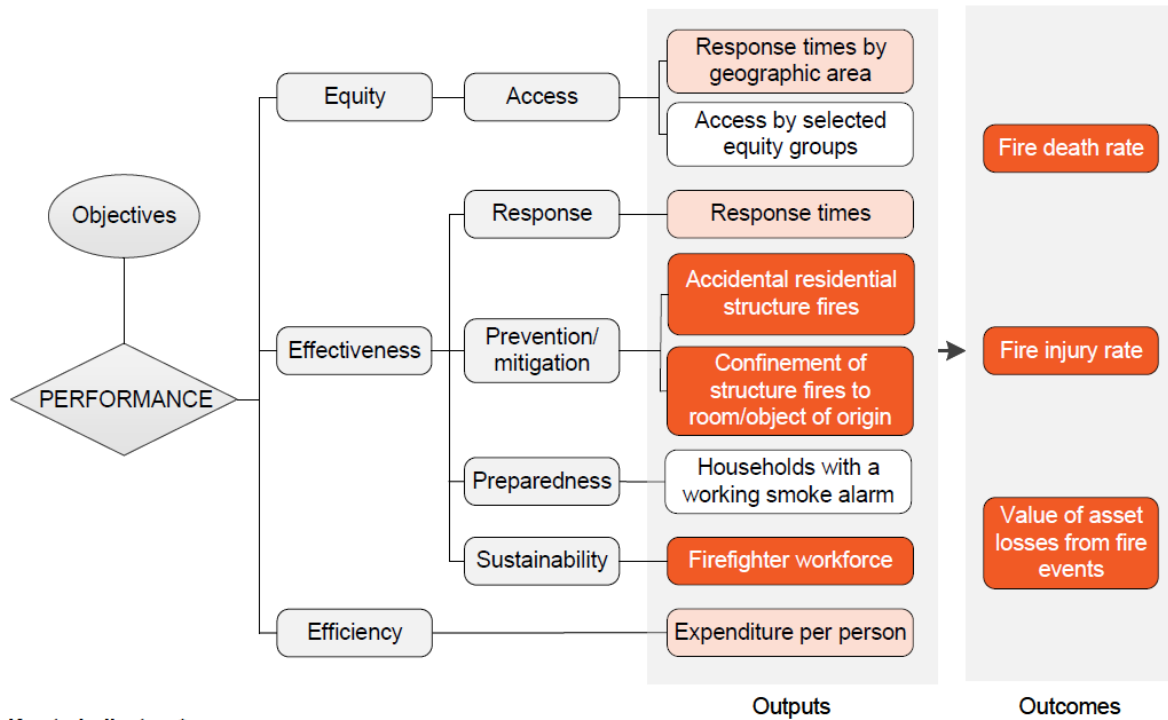 Objectives
PERFORMANCE
Equity
Access
Response times by
geographic area
Access by selected
equity groups
Effectiveness
Response
Response times
Prevention/
mitigation
Accidental residential
structure fires
Confinement of
structure fires to
room/object of origin
Preparedness
Households with a
working smoke alarm
Sustainability
Firefighter workforce
Efficiency
Expenditure per person
Outputs
Fire death rate
Fire injury rate
Value of asset
losses from fire
events
Outcomes